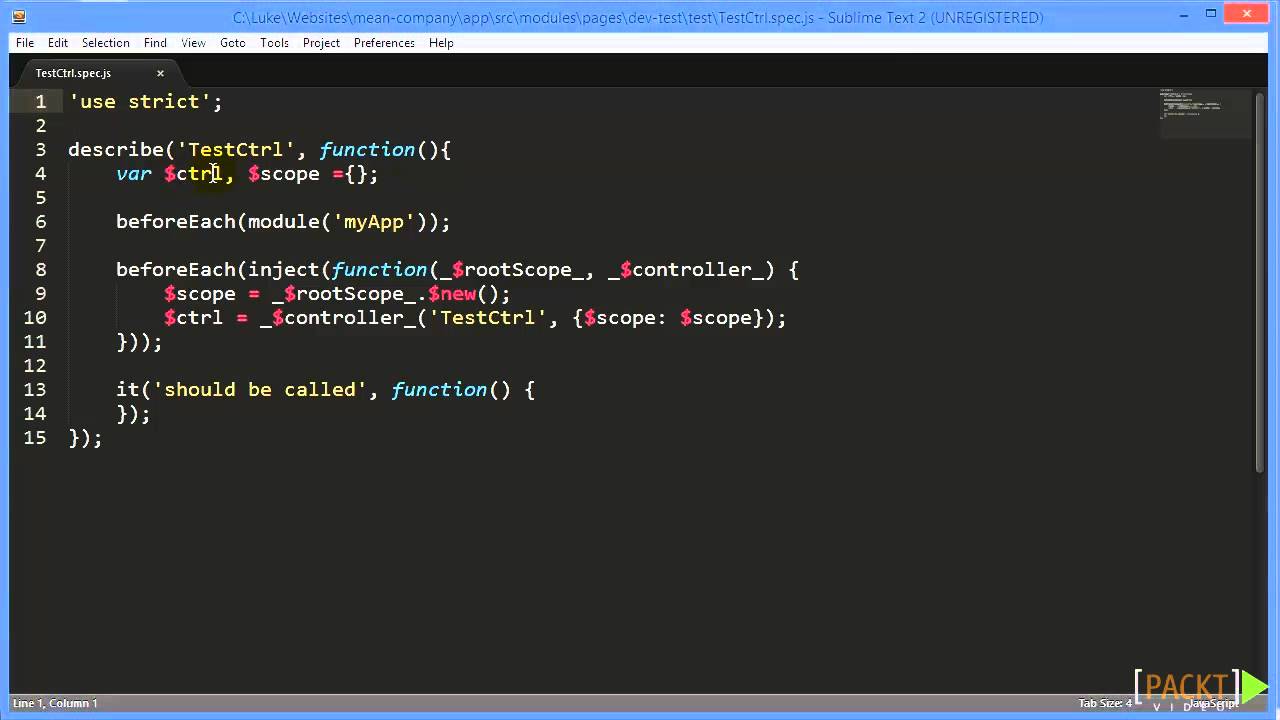 C:\Luke\Websites\mean-company\app\src\modules\pages\dev-test\test\TestCtrl.spec.js - Sublime Text 2 (UNREGISTERED)
File Edit Selection Find View Goto Tools Project Preferences Help
TestCtrl.spec.js ×
1 'use strict';
2
3 describe('TestCtrl', function(){
4     var $ctrl, $scope ={};
5
6     beforeEach(module('myApp'));
7
8     beforeEach(inject(function(_$rootScope_, _$controller_) {
9         $scope = _$rootScope_.$new();
10         $ctrl = _$controller_('TestCtrl', {$scope: $scope});
11     }));
12
13     it('should be called', function() {
14     });
15 });
[PACKT]
VIDEO
Line 1, Column 1 Tab Size: 4 JavaScript